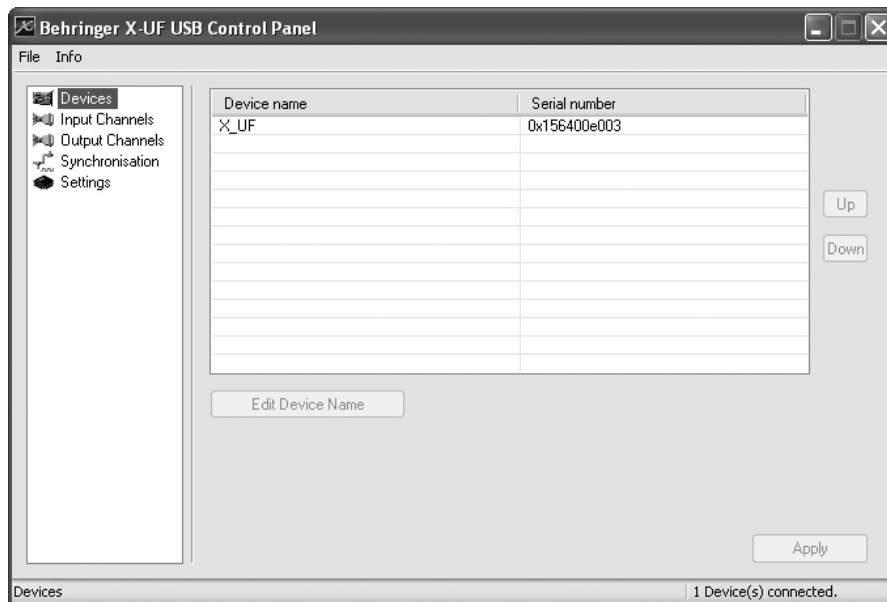 Behringer X-UF USB Control Panel
File Info
Devices
Input Channels
Output Channels
Synchronisation
Settings
Device name Serial number
X_UF 0x156400e003
Up
Down
Edit Device Name
Apply
Devices 1 Device(s) connected.